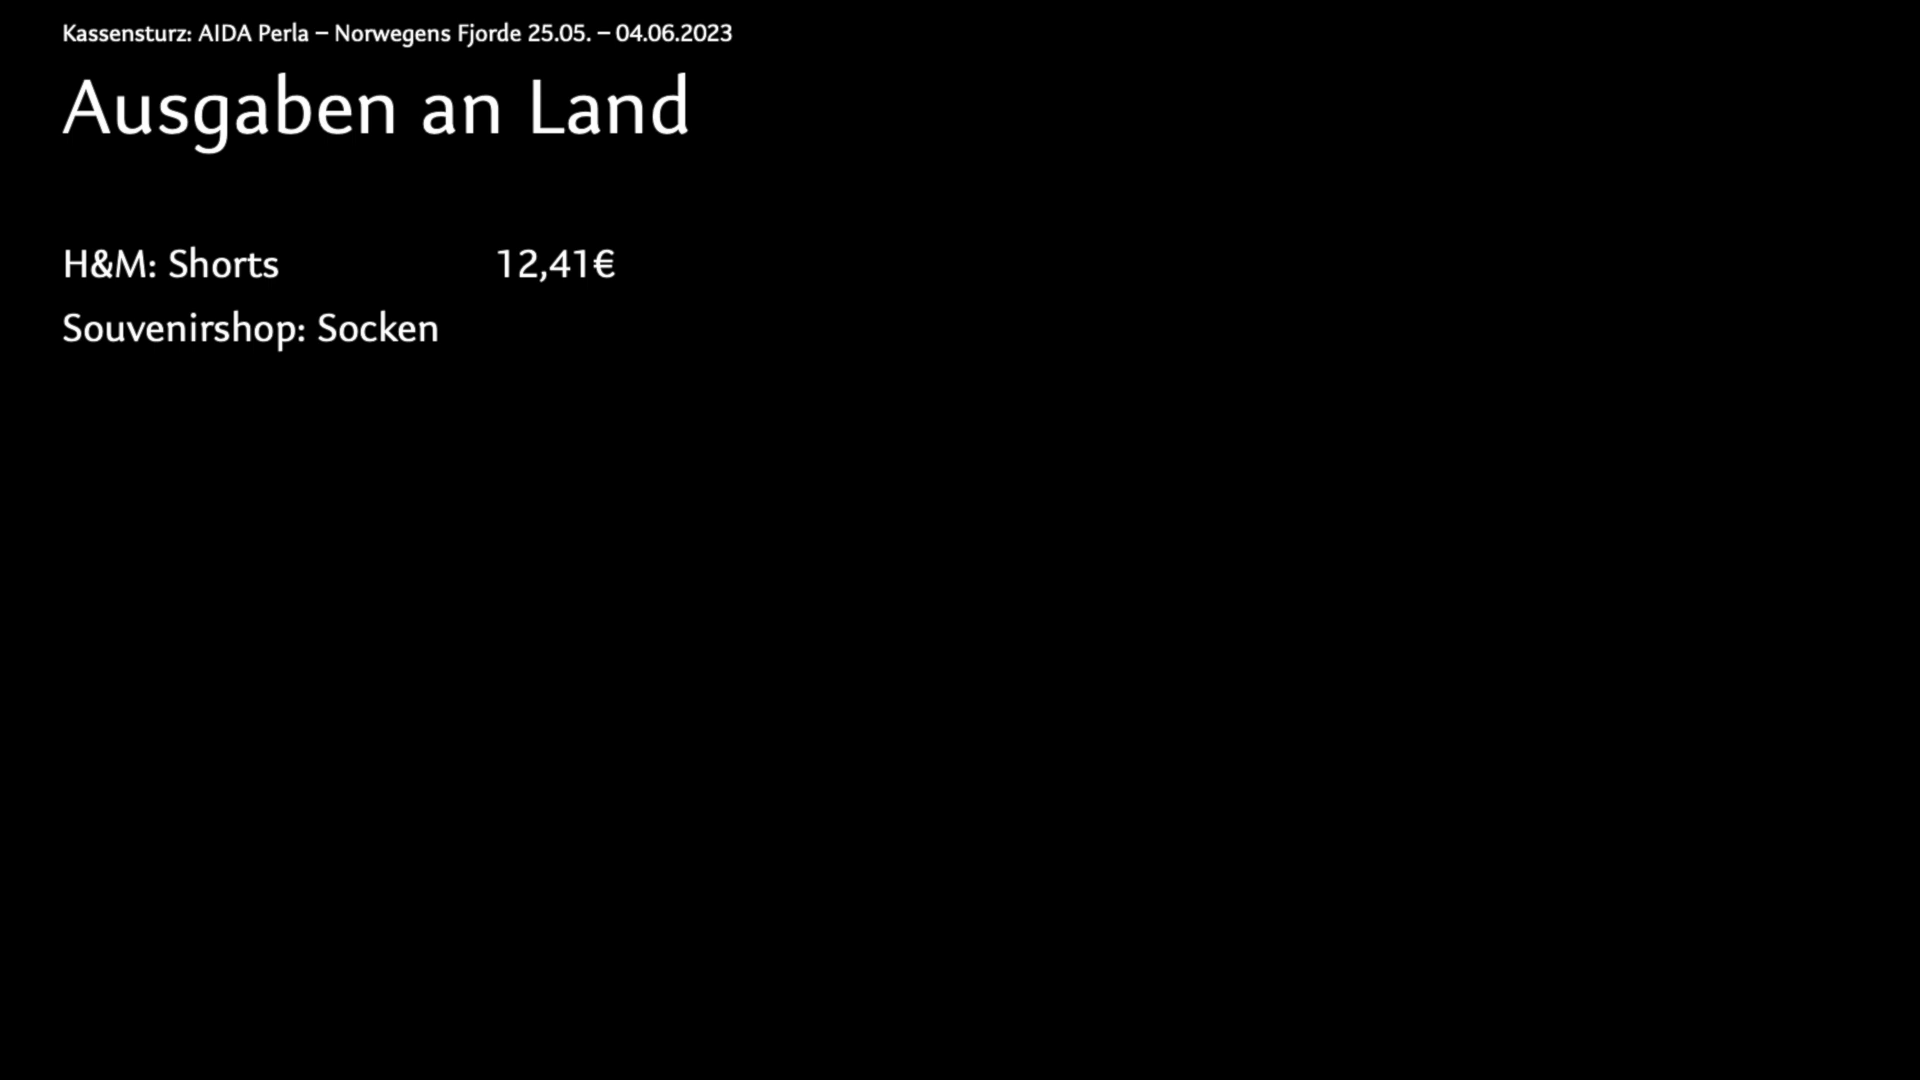 Kassensturz: AIDA Perla – Norwegens Fjorde 25.05. – 04.06.2023
Ausgaben an Land
H&M: Shorts 12,41€
Souvenirshop: Socken